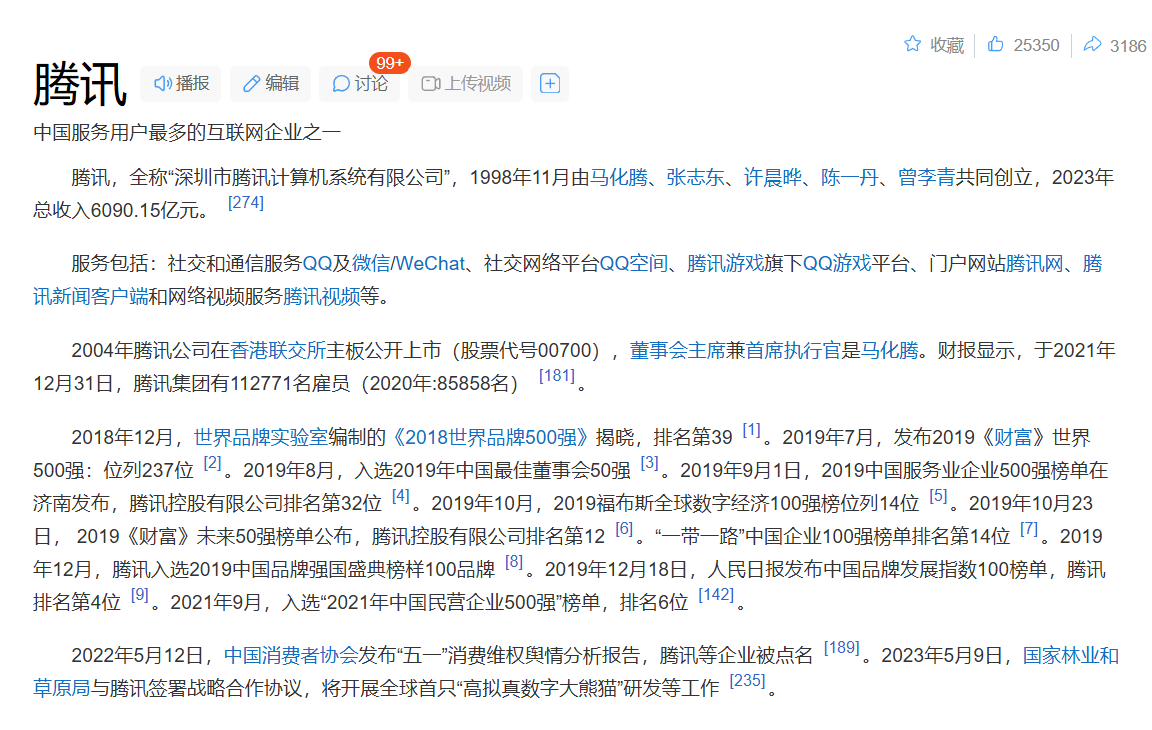 收藏 25350 3186
腾讯 播报 编辑 讨论 99+ 上传视频
中国服务用户最多的互联网企业之一
腾讯，全称“深圳市腾讯计算机系统有限公司”，1998年11月由马化腾、张志东、许晨晔、陈一丹、曾李青共同创立，2023年
总收入6090.15亿元。 [274]
服务包括：社交和通信服务QQ及微信/WeChat、社交网络平台QQ空间、腾讯游戏旗下QQ游戏平台、门户网站腾讯网、腾
讯新闻客户端和网络视频服务腾讯视频等。
2004年腾讯公司在香港联交所主板公开上市（股票代号00700），董事会主席兼首席执行官是马化腾。财报显示，于2021年
12月31日，腾讯集团有112771名雇员（2020年:85858名） [181] 。
2018年12月，世界品牌实验室编制的《2018世界品牌500强》揭晓，排名第39 [1] 。2019年7月，发布2019《财富》世界
500强：位列237位 [2] 。2019年8月，入选2019年中国最佳董事会50强 [3] 。2019年9月1日，2019中国服务业企业500强榜单在
济南发布，腾讯控股有限公司排名第32位 [4] 。2019年10月，2019福布斯全球数字经济100强榜位列14位 [5] 。2019年10月23
日， 2019《财富》未来50强榜单公布，腾讯控股有限公司排名第12 [6] 。“一带一路”中国企业100强榜单排名第14位 [7] 。2019
年12月，腾讯入选2019中国品牌强国盛典榜样100品牌 [8] 。2019年12月18日，人民日报发布中国品牌发展指数100榜单，腾讯
排名第4位 [9] 。2021年9月，入选“2021年中国民营企业500强”榜单，排名6位 [142] 。
2022年5月12日，中国消费者协会发布“五一”消费维权舆情分析报告，腾讯等企业被点名 [189] 。2023年5月9日，国家林业和
草原局与腾讯签署战略合作协议，将开展全球首只“高拟真数字大熊猫”研发等工作 [235] 。